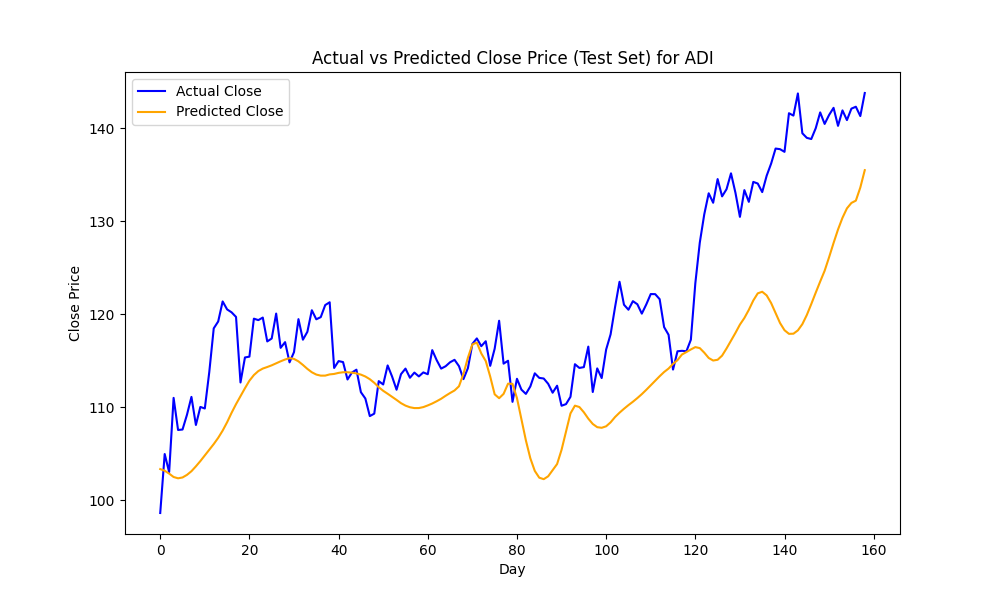 Actual vs Predicted Close Price (Test Set) for ADI
Actual Close
Predicted Close
140
130
120
110
100
Close Price
0 20 40 60 80 100 120 140 160
Day